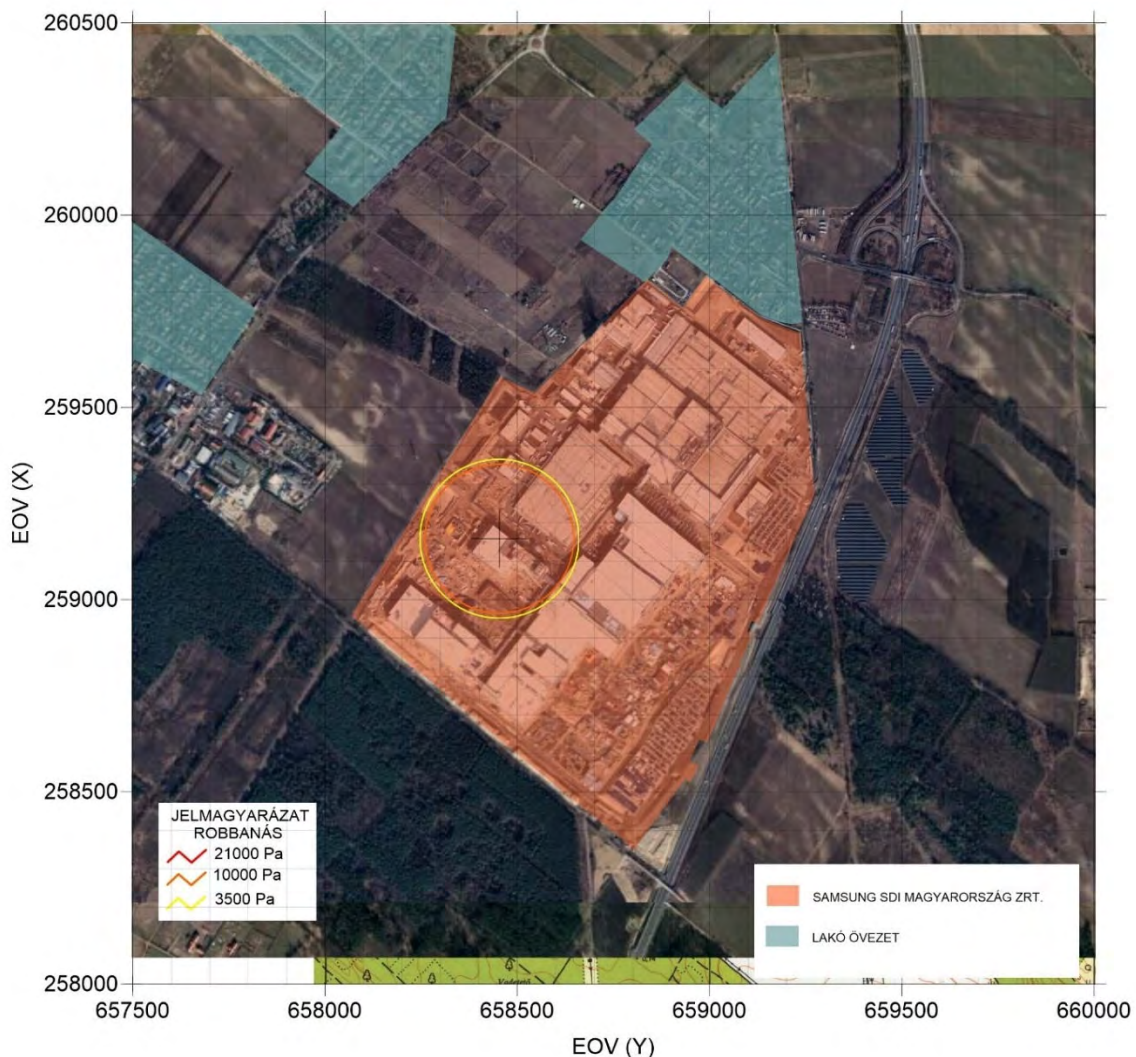 260500
260000
259500
259000
258500
258000
EOV (X)
JELMAGYARÁZAT
ROBBANÁS
21000 Pa
10000 Pa
3500 Pa
SAMSUNG SDI MAGYARORSZÁG ZRT.
LAKÓ ÖVEZET
657500
658000
658500
659000
659500
660000
EOV (Y)